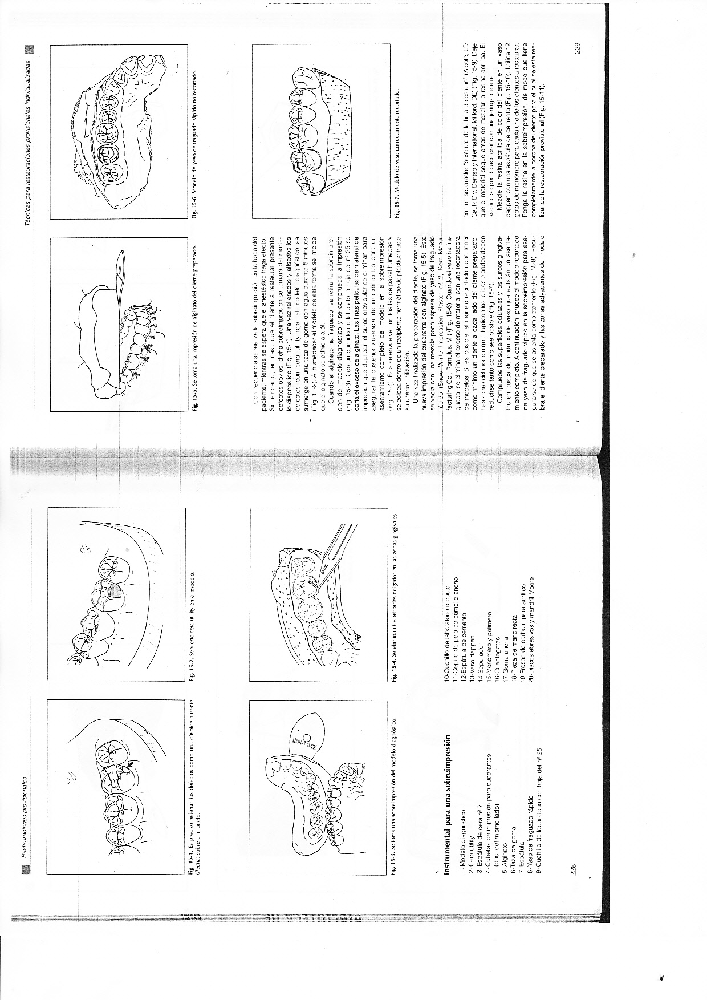 Restauraciones provisionales
Fig. 15-1. Es preciso rellenar los defectos como una cúspide ausente
(flecha) sobre el modelo.
Fig. 15-2. Se vierte cera utility en el modelo.
RIM-LOCK
Fig. 15-3. Se toma una sobreimpresión del modelo diagnóstico.
Fig. 15-4. Se eliminan los rebordes delgados en las zonas gingivales.
Instrumental para una sobreimpresión
1- Modelo diagnóstico
2- Cera utility
3- Espátula de cera nº 7
4- Cubetas de impresión para cuadrantes
(dos, del mismo lado)
5- Alginato
6- Taza de goma
7- Espátula
8- Yeso de fraguado rápido
9- Cuchillo de laboratorio con hoja del nº 25
10-Cuchillo de laboratorio robusto
11-Cepillo de pelo de camello ancho
12-Espátula de cemento
13-Vaso dappen
14-Separador
15-Monómero y polímero
16-Cuentagotas
17-Goma ancha
18-Pieza de mano recta
19-Fresas de carburo para acrílico
20-Discos abrasivos y mandril Moore
228
Técnicas para restauraciones provisionales individualizadas
Fig. 15-5. Se toma una impresión de alginato del diente preparado.
Fig. 15-6. Modelo de yeso de fraguado rápido no recortado.
Con frecuencia se realiza la sobreimpresión en la boca del
paciente, mientras se espera que el anestésico haga efecto.
Sin embargo, en caso que el diente a restaurar presente
defectos obvios, dicha sobreimpresión se tomará del mode-
lo diagnóstico (Fig. 15-1). Una vez rellenados y alisados los
defectos con cera utility roja, el modelo diagnóstico se
sumerge en una taza de goma con agua durante 5 minutos
(Fig. 15-2). Al humedecer el modelo de esta forma se impide
que el alginato se adhiera a él.
Cuando el alginato ha fraguado, se retira la sobreimpre-
sión del modelo diagnóstico y se comprueba la impresión
(Fig. 15-3). Con un cuchillo de laboratorio hoja del nº 25 se
corta el exceso de alginato. Las finas películas de material de
impresión que duplican el surco crevicular se eliminan para
asegurar la posterior ausencia de impedimentos para un
asentamiento completo del modelo en la sobreimpresión
(Fig. 15-4). Ésta se envuelve con toallas de papel húmedas y
se coloca dentro de un recipiente hermético de plástico hasta
su ulterior utilización.
Una vez finalizada la preparación del diente, se toma una
nueva impresión del cuadrante con alginato (Fig. 15-5). Ésta
se vacía con una mezcla poco espesa de yeso de fraguado
rápido (Snow White Impression Plaster nº 2, Kerr Manu-
facturing Co., Romulus, MI) (Fig. 15-6). Cuando el yeso ha fra-
guado, se elimina el exceso de material con una recortadora
de modelos. Si es posible, el modelo recortado debe tener
como mínimo un diente a cada lado del diente preparado.
Las zonas del modelo que duplican los tejidos blandos deben
reducirse tanto como sea posible (Fig. 15-7).
Compruebe las superficies oclusales y los surcos gingiva-
les en busca de nódulos de yeso que evitarán un asenta-
miento completo. A continuación, pruebe el modelo recortado
de yeso de fraguado rápido en la sobreimpresión para ase-
gurarse de que se asienta completamente (Fig. 15-8). Recu-
bra el diente preparado y las zonas adyacentes del modelo
Fig. 15-7. Modelo de yeso correctamente recortado.
con un separador "sustituto de la hoja de estaño" (Alcote, LD
Caulk Div, Dentsply International, Milford, DE) (Fig. 15-9). Deje
que el material seque antes de mezclar la resina acrílica. El
secado se puede acelerar con una jeringa de aire.
Mezcle la resina acrílica de color del diente en un vaso
dappen con una espátula de cemento (Fig. 15-10). Utilice 12
gotas de monómero para cada uno de los dientes a restaurar.
Ponga la resina en la sobreimpresión, de modo que llene
completamente la corona del diente para el cual se está rea-
lizando la restauración provisional (Fig. 15-11).
229